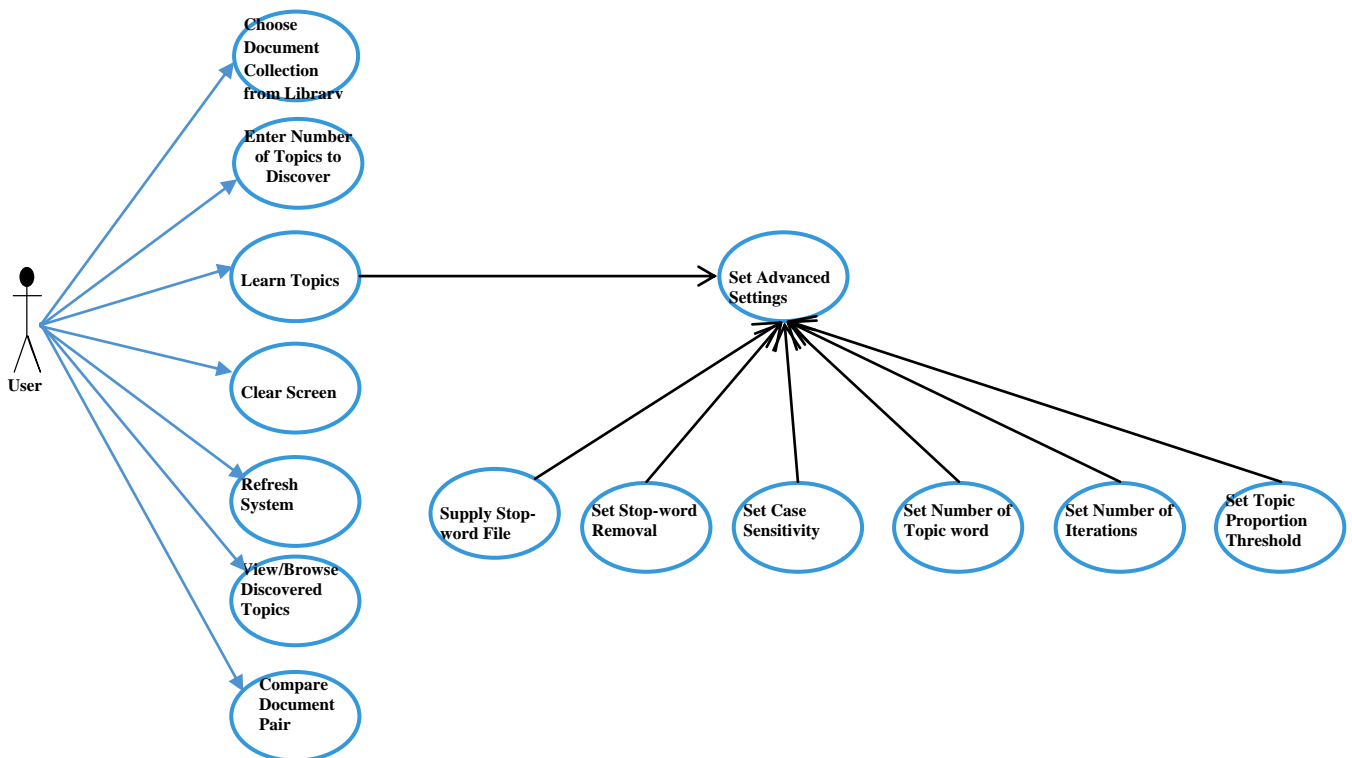 Choose
Document
Collection
from Library
Enter Number
of Topics to
Discover
Learn Topics
Set Advanced
Settings
User
Clear Screen
Refresh
System
Supply Stop-
word File
Set Stop-word
Removal
Set Case
Sensitivity
Set Number of
Topic word
Set Number of
Iterations
Set Topic
Proportion
Threshold
View/Browse
Discovered
Topics
Compare
Document
Pair